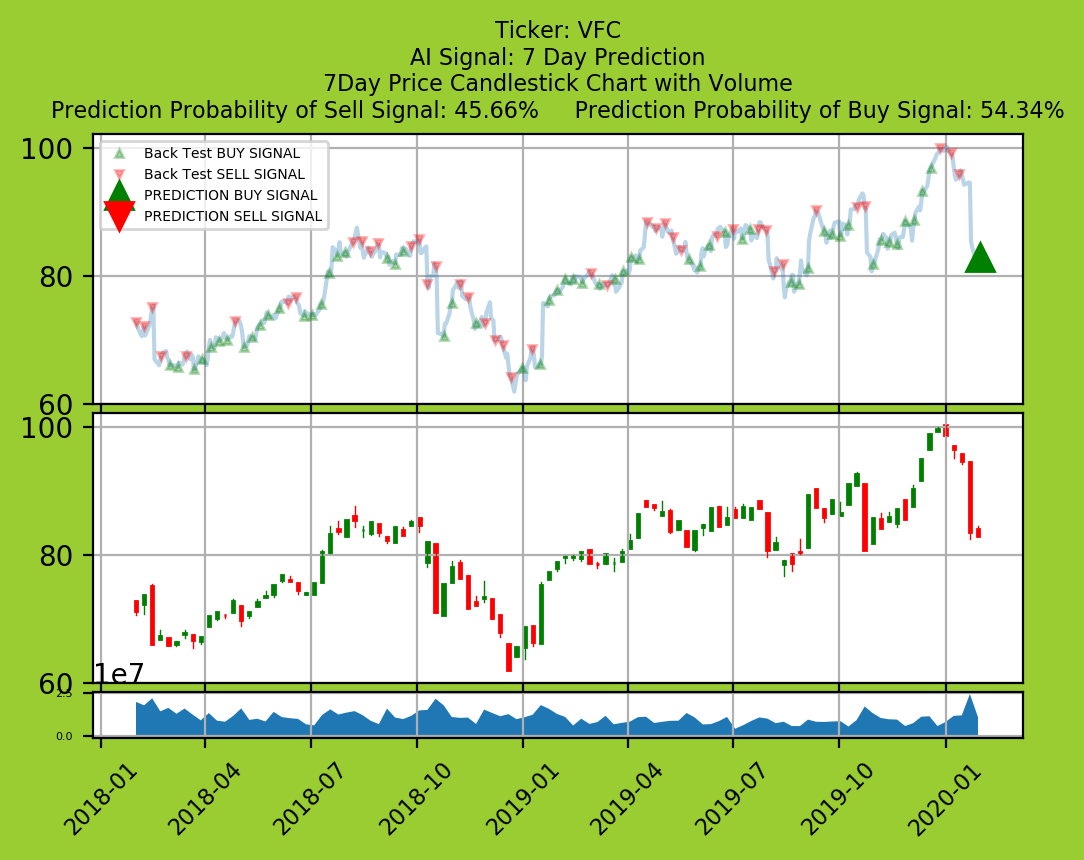 Ticker: VFC
AI Signal: 7 Day Prediction
7Day Price Candlestick Chart with Volume
Prediction Probability of Sell Signal: 45.66% Prediction Probability of Buy Signal: 54.34%
100
80
60
Back Test BUY SIGNAL
Back Test SELL SIGNAL
PREDICTION BUY SIGNAL
PREDICTION SELL SIGNAL
100
80
60
1e7
2.5
0.0
2018-01
2018-04
2018-07
2018-10
2019-01
2019-04
2019-07
2019-10
2020-01